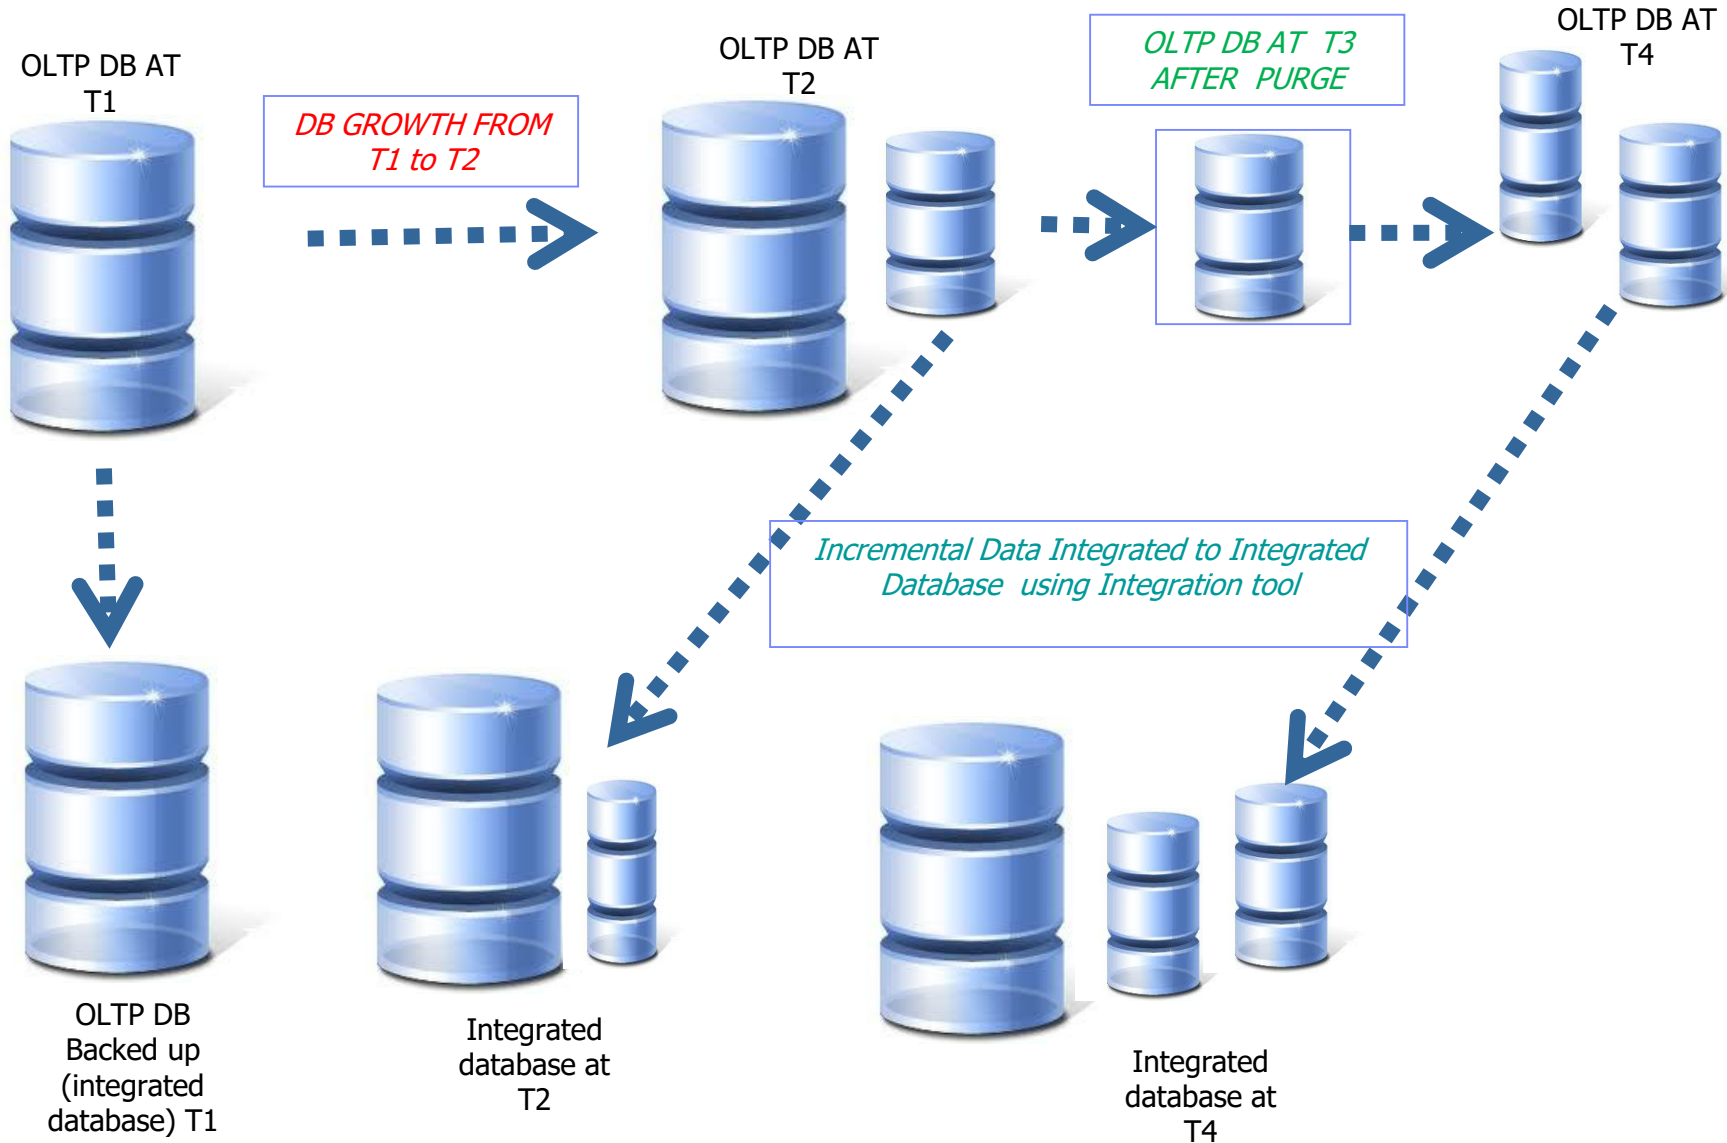 OLTP DB AT
T1
DB GROWTH FROM
T1 to T2
OLTP DB AT
T2
OLTP DB AT  T3
AFTER  PURGE
OLTP DB AT
T4
Incremental Data Integrated to Integrated
Database  using Integration tool
OLTP DB
Backed up
(integrated
database) T1
Integrated
database at
T2
Integrated
database at
T4